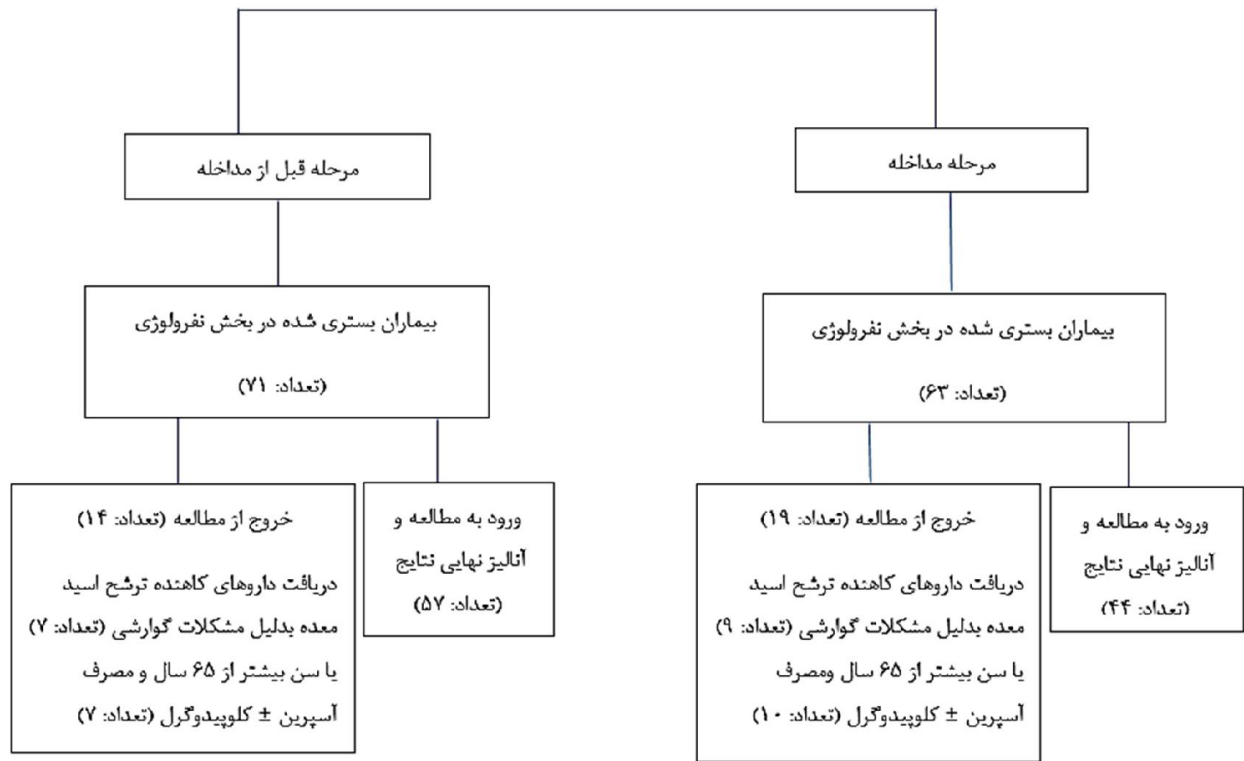 مرحله مداخله
بیماران بستری شده در بخش نفرولوژی
(تعداد: ۶۳)
ورود به مطالعه و
آنالیز نهایی نتایج
(تعداد: ۴۴)
خروج از مطالعه (تعداد: ۱۹)
دریافت داروهای کاهنده ترشح اسید
معده بدلیل مشکلات گوارشی (تعداد: ۹)
یا سن بیشتر از ۶۵ سال ومصرف
آسپرین ± کلوپیدوگرل (تعداد: ۱۰)
مرحله قبل از مداخله
بیماران بستری شده در بخش نفرولوژی
(تعداد: ۷۱)
ورود به مطالعه و
آنالیز نهایی نتایج
(تعداد: ۵۷)
خروج از مطالعه (تعداد: ۱۴)
دریافت داروهای کاهنده ترشح اسید
معده بدلیل مشکلات گوارشی (تعداد: ۷)
یا سن بیشتر از ۶۵ سال و مصرف
آسپرین ± کلوپیدوگرل (تعداد: ۷)